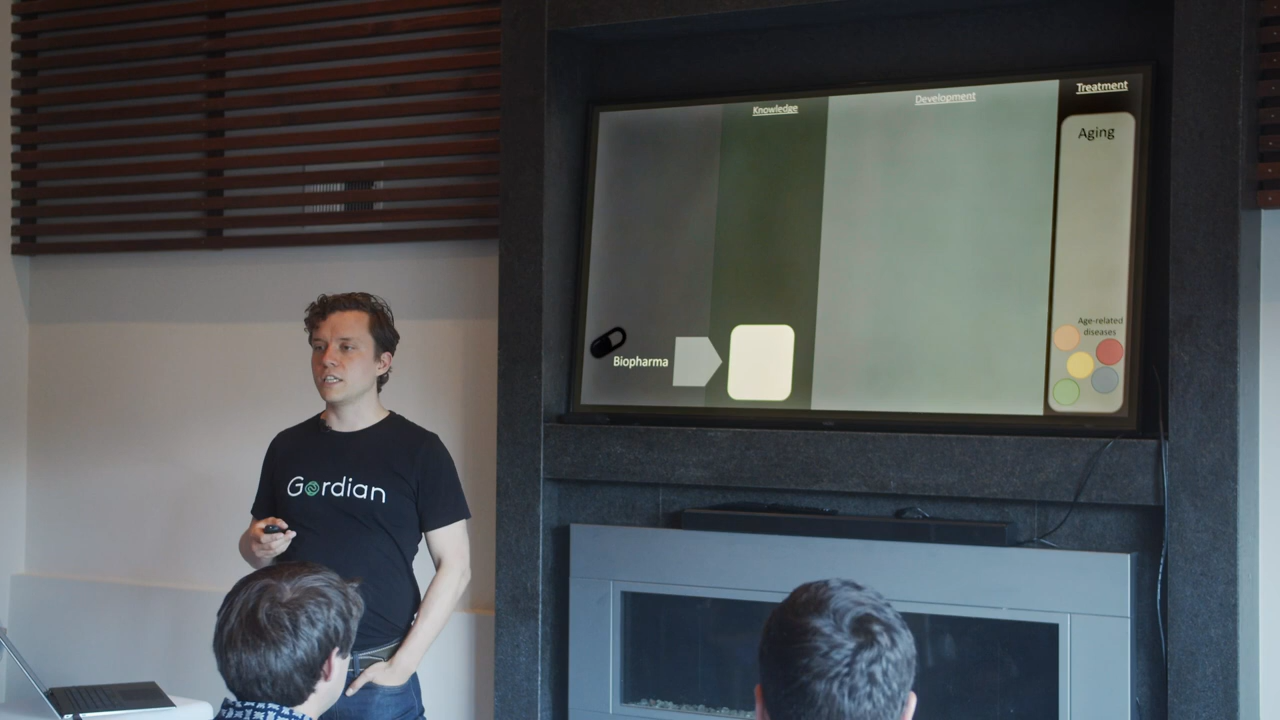 Knowledge
Development
Treatment
Aging
Age-related
diseases
Biopharma
Gordian